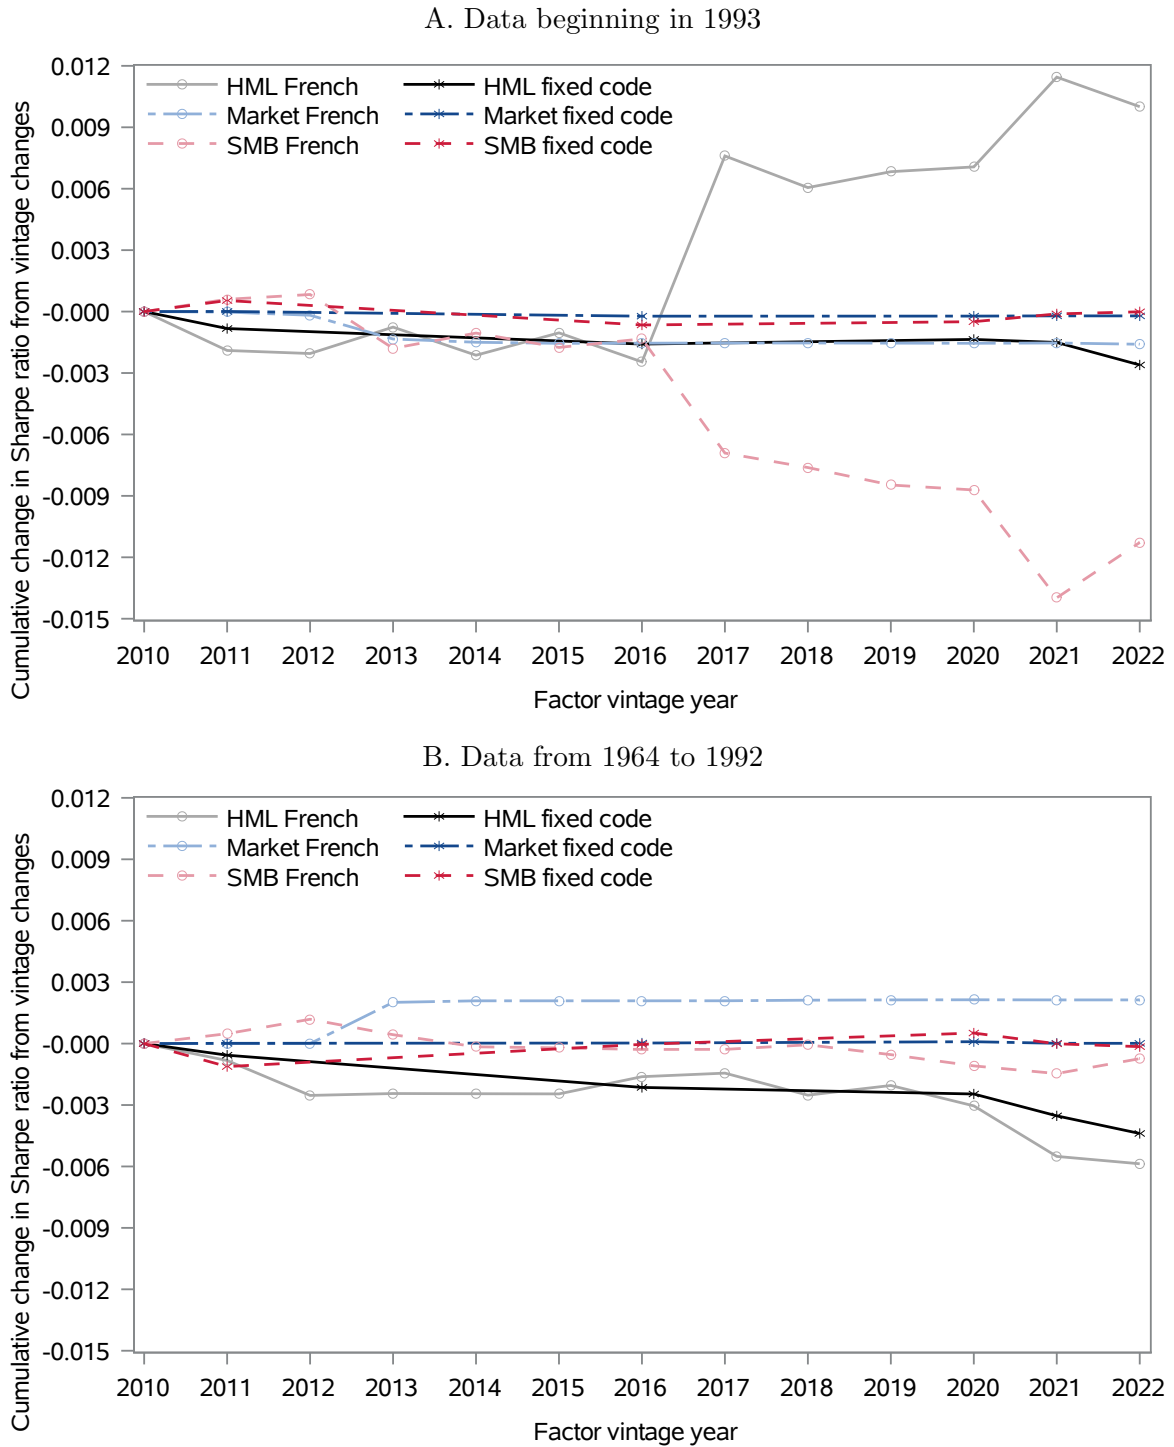 A. Data beginning in 1993
Cumulative change in Sharpe ratio from vintage changes
0.012
0.009
0.006
0.003
-0.000
-0.003
-0.006
-0.009
-0.012
-0.015
HML French HML fixed code
Market French Market fixed code
SMB French SMB fixed code
2010 2011 2012 2013 2014 2015 2016 2017 2018 2019 2020 2021 2022
Factor vintage year
B. Data from 1964 to 1992
Cumulative change in Sharpe ratio from vintage changes
0.012
0.009
0.006
0.003
-0.000
-0.003
-0.006
-0.009
-0.012
-0.015
HML French HML fixed code
Market French Market fixed code
SMB French SMB fixed code
2010 2011 2012 2013 2014 2015 2016 2017 2018 2019 2020 2021 2022
Factor vintage year